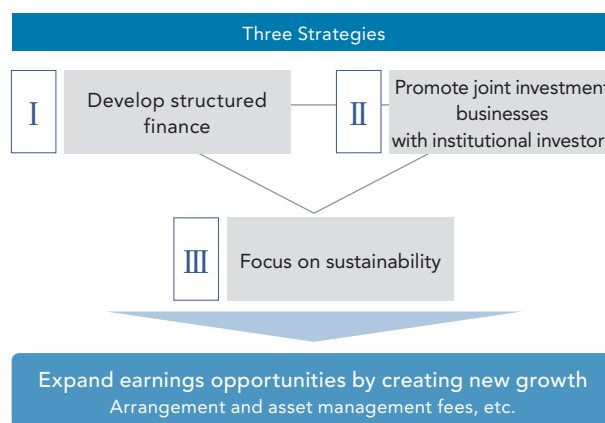 Three Strategies
I
Develop structured
finance
II
Promote joint investment
businesses
with institutional investor
III
Focus on sustainability
Expand earnings opportunities by creating new growth
Arrangement and asset management fees, etc.